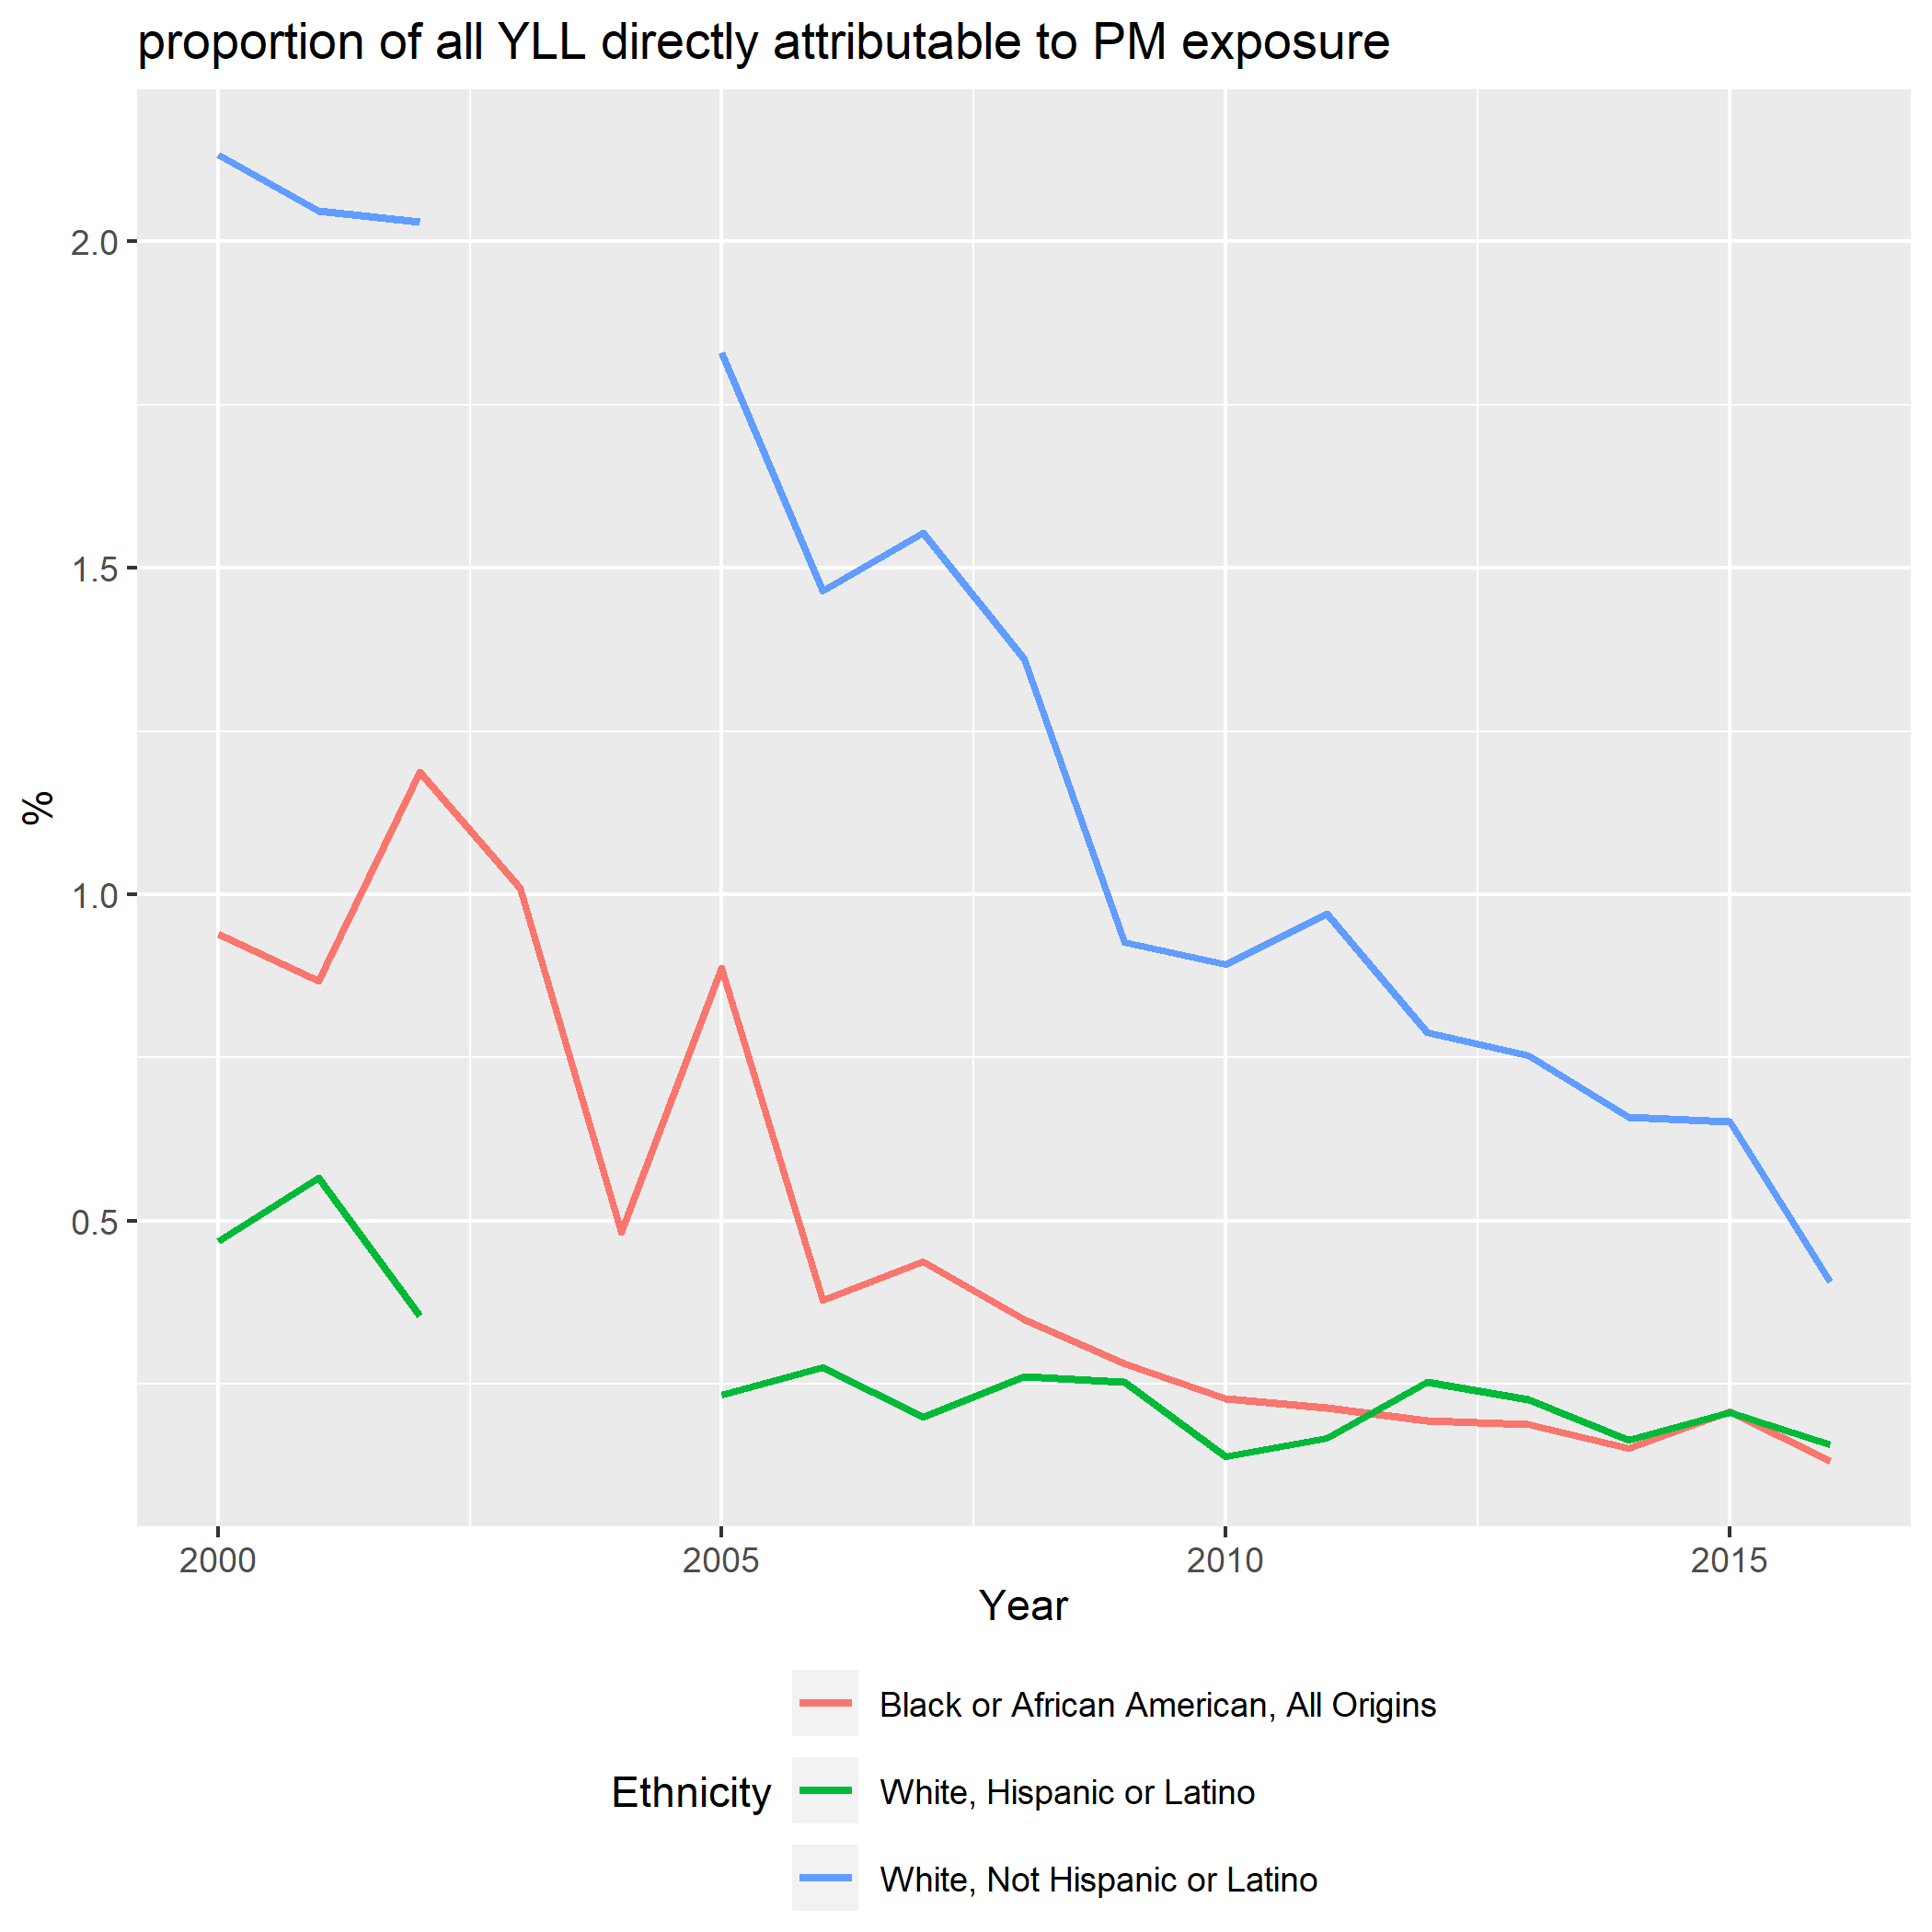 proportion of all YLL directly attributable to PM exposure
2.0
1.5
1.0
0.5
%
2000 2005 2010 2015
Year
Ethnicity
Black or African American, All Origins
White, Hispanic or Latino
White, Not Hispanic or Latino